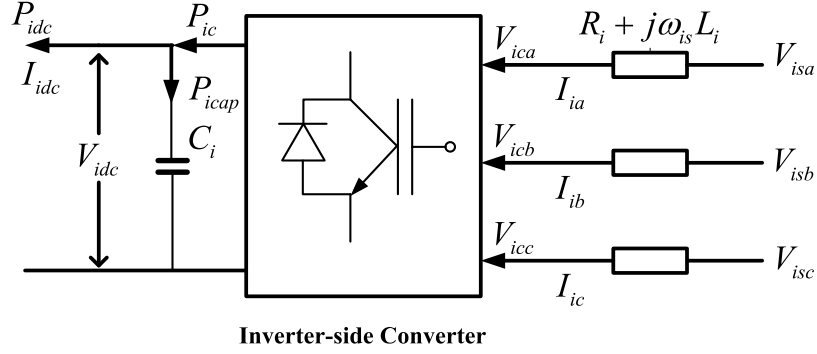 P_idc
P_ic
I_idc
P_icap
V_idc
C_i
V_ica
R_i + jω_is L_i
V_isa
I_ia
V_icb
V_isb
I_ib
V_icc
V_isc
I_ic
Inverter-side Converter